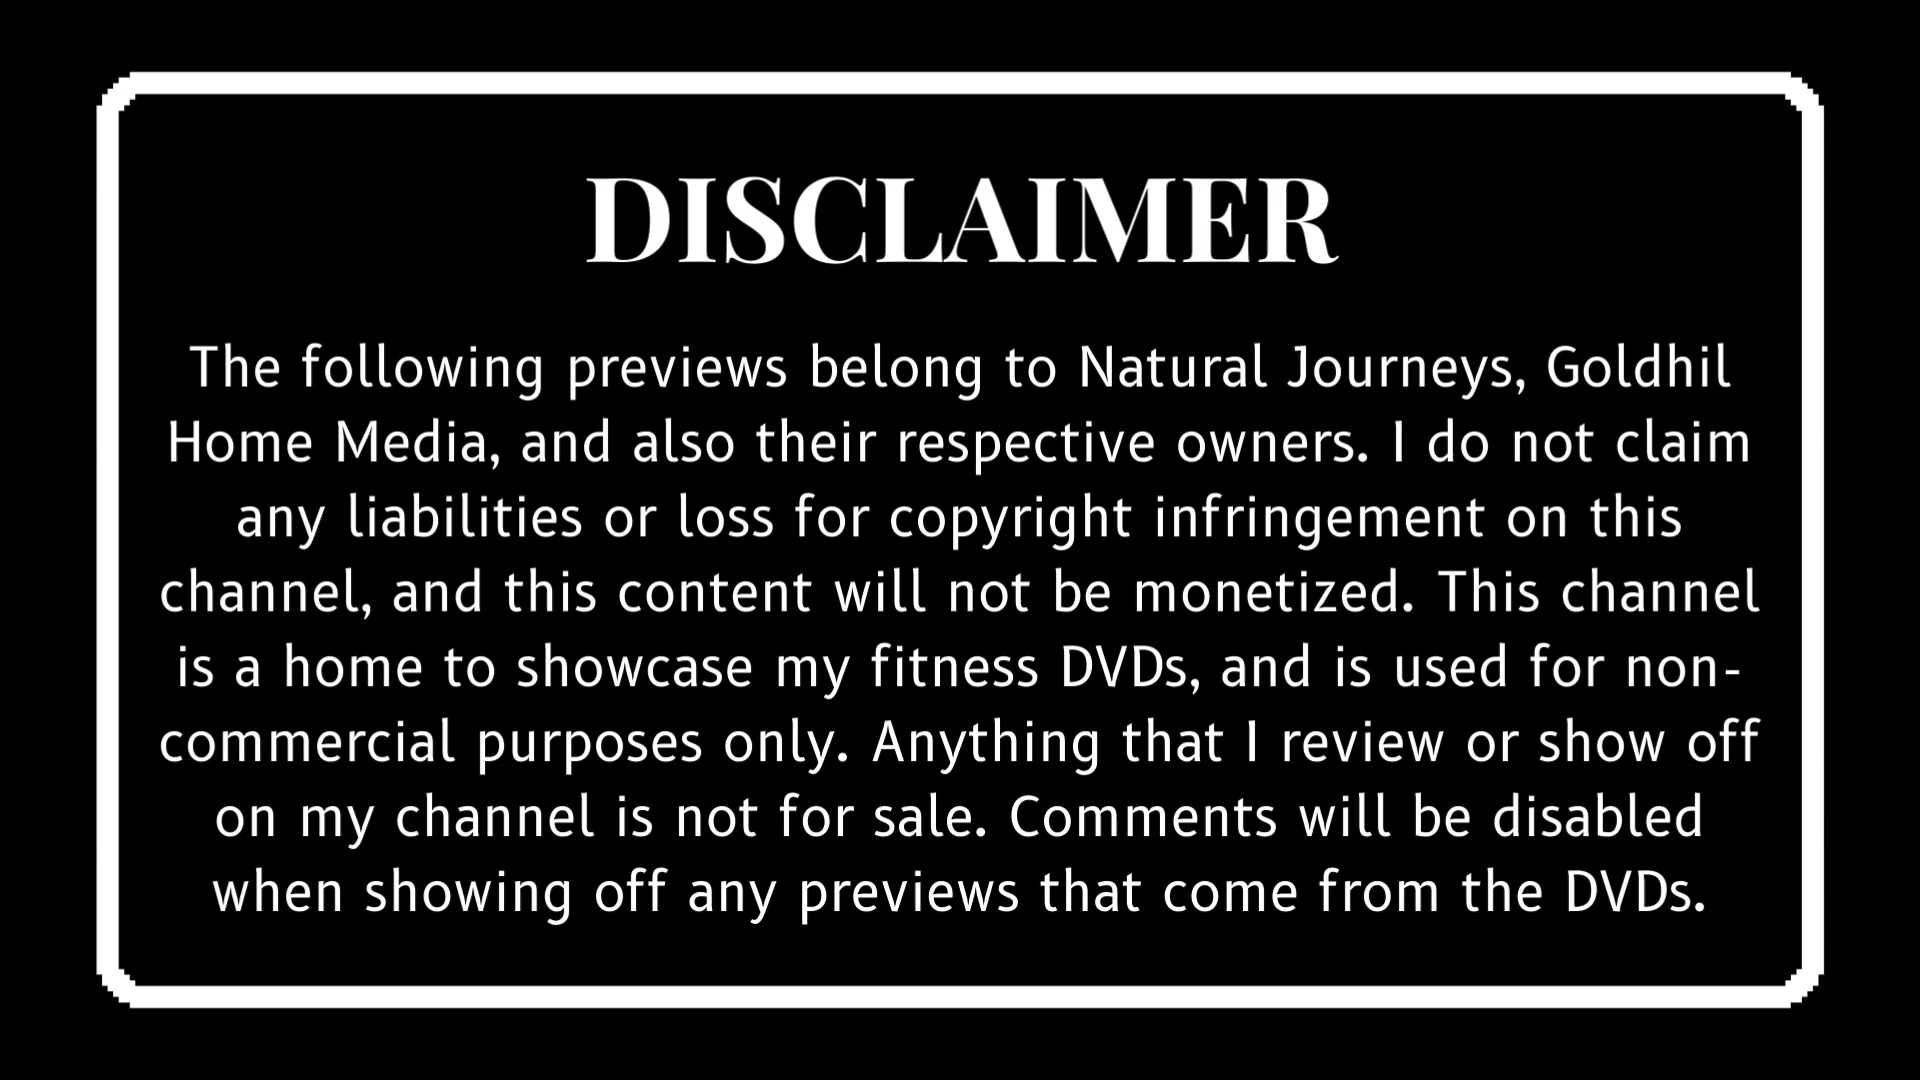 DISCLAIMER
The following previews belong to Natural Journeys, Goldhil
Home Media, and also their respective owners. I do not claim
any liabilities or loss for copyright infringement on this
channel, and this content will not be monetized. This channel
is a home to showcase my fitness DVDs, and is used for non-
commercial purposes only. Anything that I review or show off
on my channel is not for sale. Comments will be disabled
when showing off any previews that come from the DVDs.